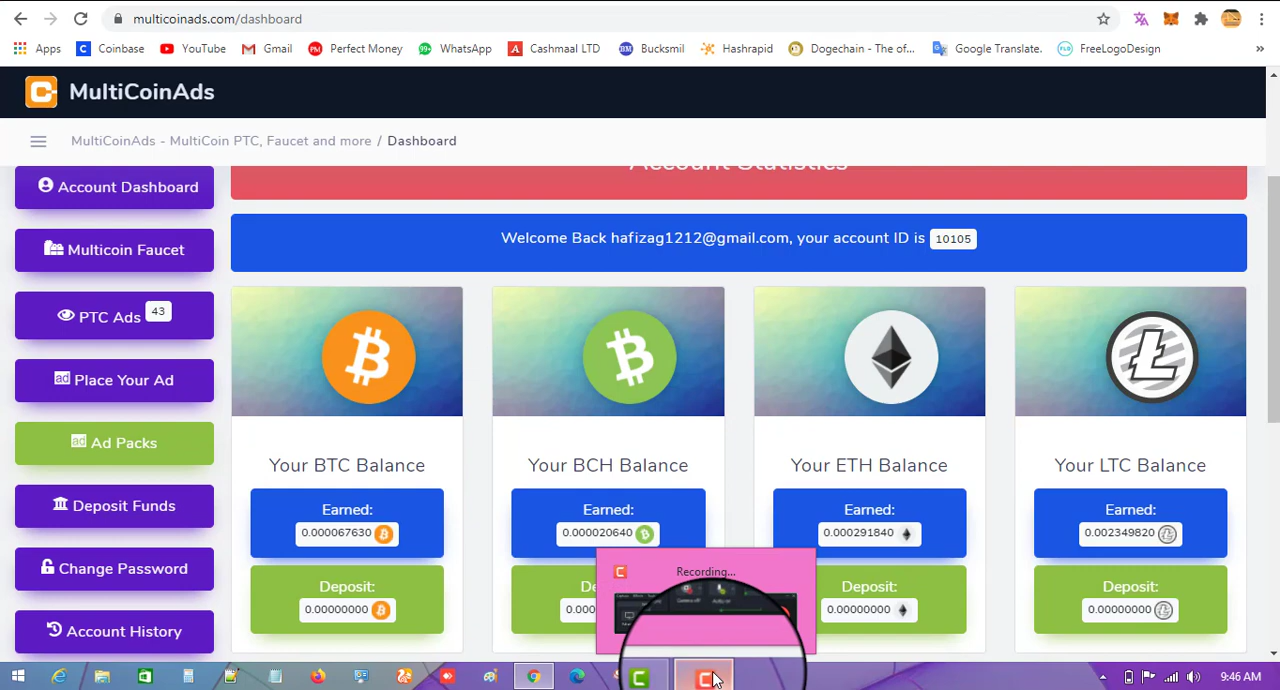 multicoinads.com/dashboard
Apps Coinbase YouTube Gmail Perfect Money WhatsApp Cashmaal LTD Bucksmil Hashrapid Dogechain - The of... Google Translate. FreeLogoDesign »
MultiCoinAds
MultiCoinAds - MultiCoin PTC, Faucet and more / Dashboard
Account Statistics
Account Dashboard
Welcome Back hafizag1212@gmail.com, your account ID is 10105
Multicoin Faucet
PTC Ads 43
Place Your Ad
Ad Packs
Deposit Funds
Change Password
Account History
Your BTC Balance
Earned:
0.000067630
Deposit:
0.00000000
Your BCH Balance
Earned:
0.000020640
Your ETH Balance
Earned:
0.000291840
Deposit:
0.00000000
Your LTC Balance
Earned:
0.002349820
Deposit:
0.00000000
Recording...
9:46 AM